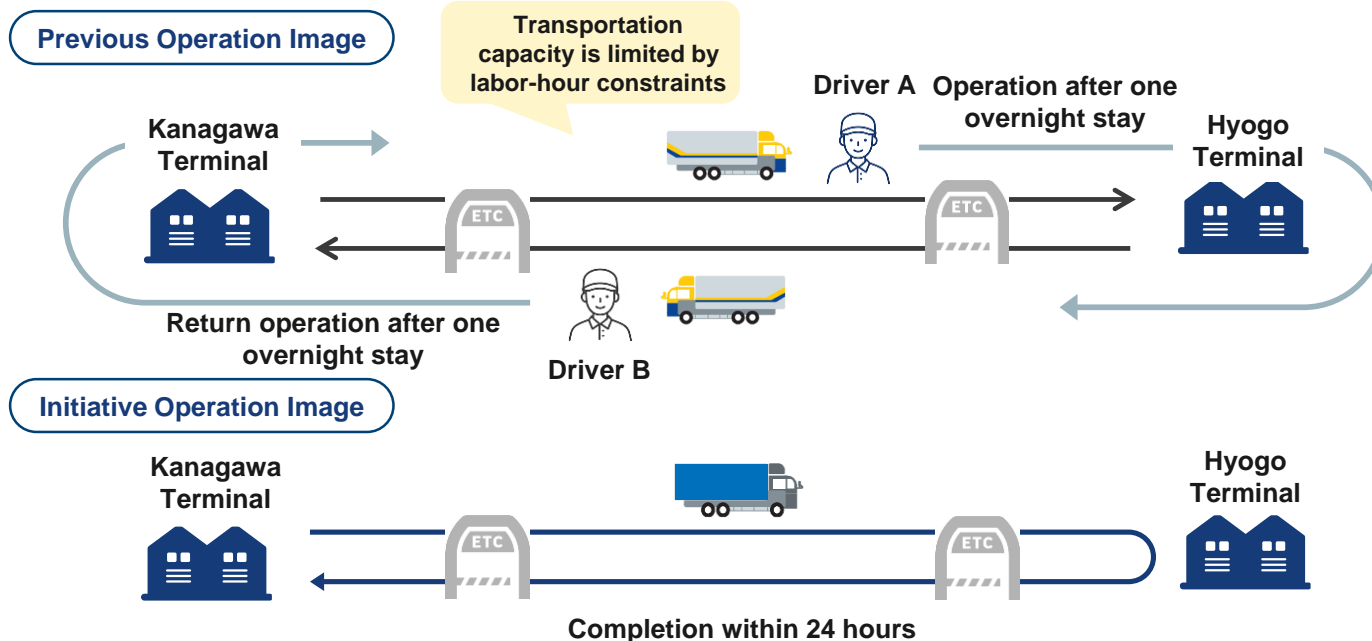 Previous Operation Image
Transportation
capacity is limited by
labor-hour constraints
Driver A
Operation after one
overnight stay
Kanagawa
Terminal
Hyogo
Terminal
ETC
ETC
Return operation after one
overnight stay
Driver B
Initiative Operation Image
Kanagawa
Terminal
Hyogo
Terminal
ETC
ETC
Completion within 24 hours